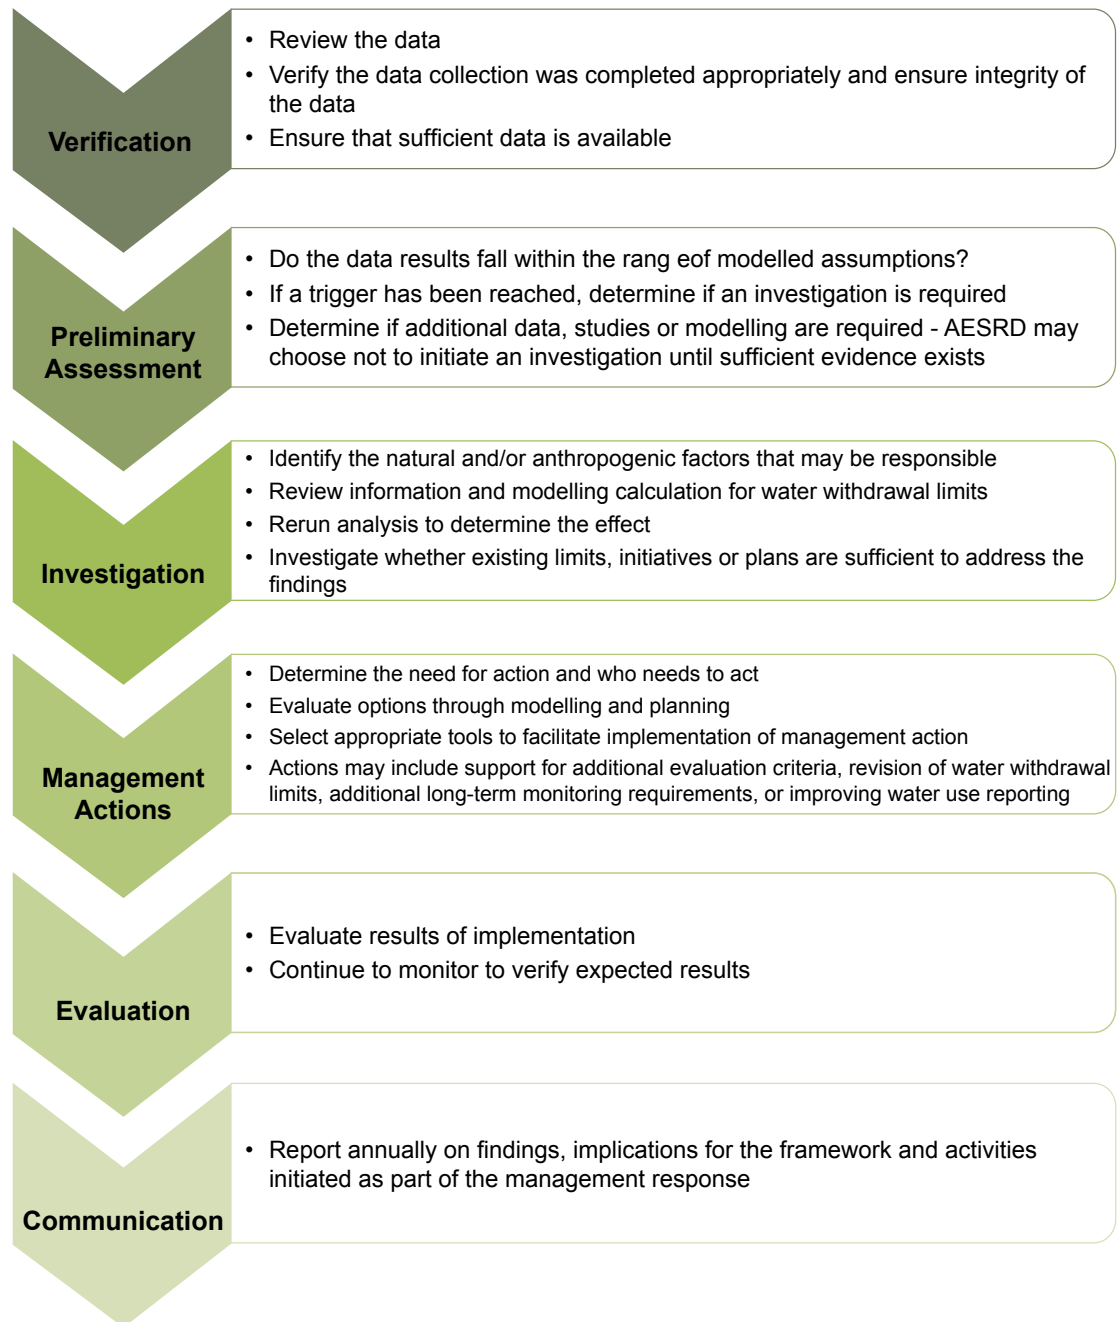 Verification
• Review the data
• Verify the data collection was completed appropriately and ensure integrity of
the data
• Ensure that sufficient data is available
Preliminary
Assessment
• Do the data results fall within the rang eof modelled assumptions?
• If a trigger has been reached, determine if an investigation is required
• Determine if additional data, studies or modelling are required - AESRD may
choose not to initiate an investigation until sufficient evidence exists
Investigation
• Identify the natural and/or anthropogenic factors that may be responsible
• Review information and modelling calculation for water withdrawal limits
• Rerun analysis to determine the effect
• Investigate whether existing limits, initiatives or plans are sufficient to address the
findings
Management
Actions
• Determine the need for action and who needs to act
• Evaluate options through modelling and planning
• Select appropriate tools to facilitate implementation of management action
• Actions may include support for additional evaluation criteria, revision of water withdrawal
limits, additional long-term monitoring requirements, or improving water use reporting
Evaluation
• Evaluate results of implementation
• Continue to monitor to verify expected results
Communication
• Report annually on findings, implications for the framework and activities
initiated as part of the management response